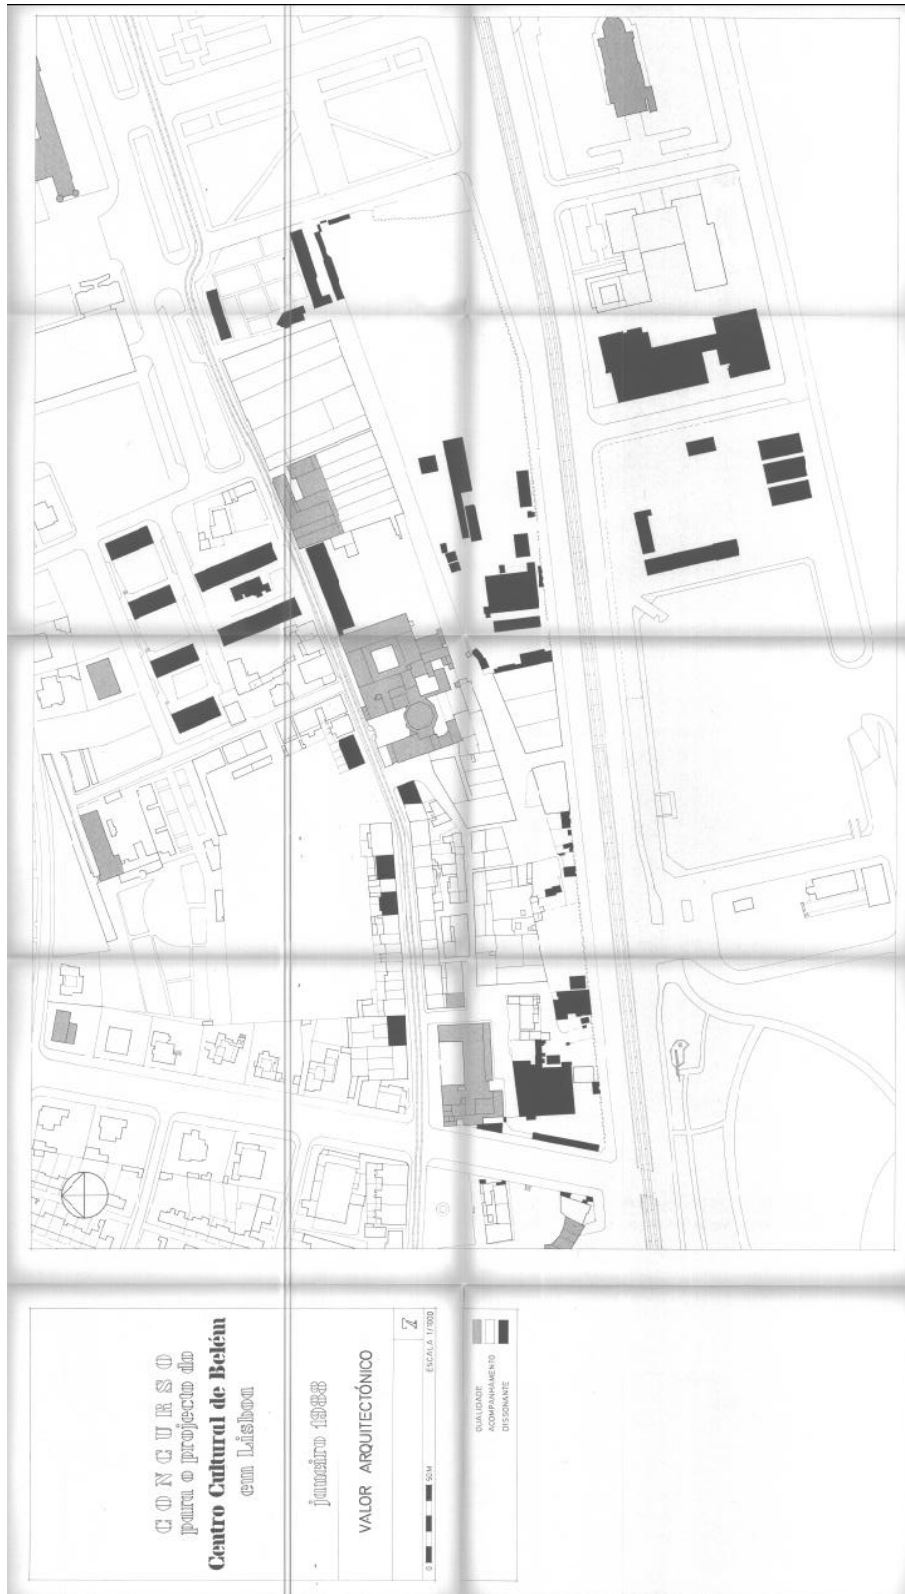 CONCURSO
para o projecto do
Centro Cultural de Belém
em Lisboa
janeiro 1988
VALOR ARQUITECTÓNICO
7
ESCALA 1/1000
0 50M
QUALIDADE
ACOMPANHAMENTO
DISSONANTE